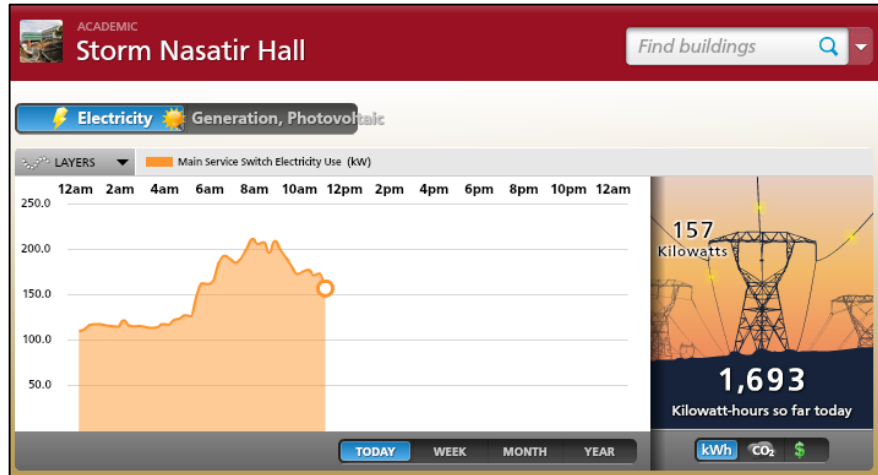 ACADEMIC
Storm Nasatir Hall
Find buildings
Electricity
Generation, Photovoltaic
LAYERS
Main Service Switch Electricity Use (kW)
12am 2am 4am 6am 8am 10am 12pm 2pm 4pm 6pm 8pm 10pm 12am
250.0
200.0
150.0
100.0
50.0
157
Kilowatts
1,693
Kilowatt-hours so far today
TODAY WEEK MONTH YEAR
kWh CO₂ $